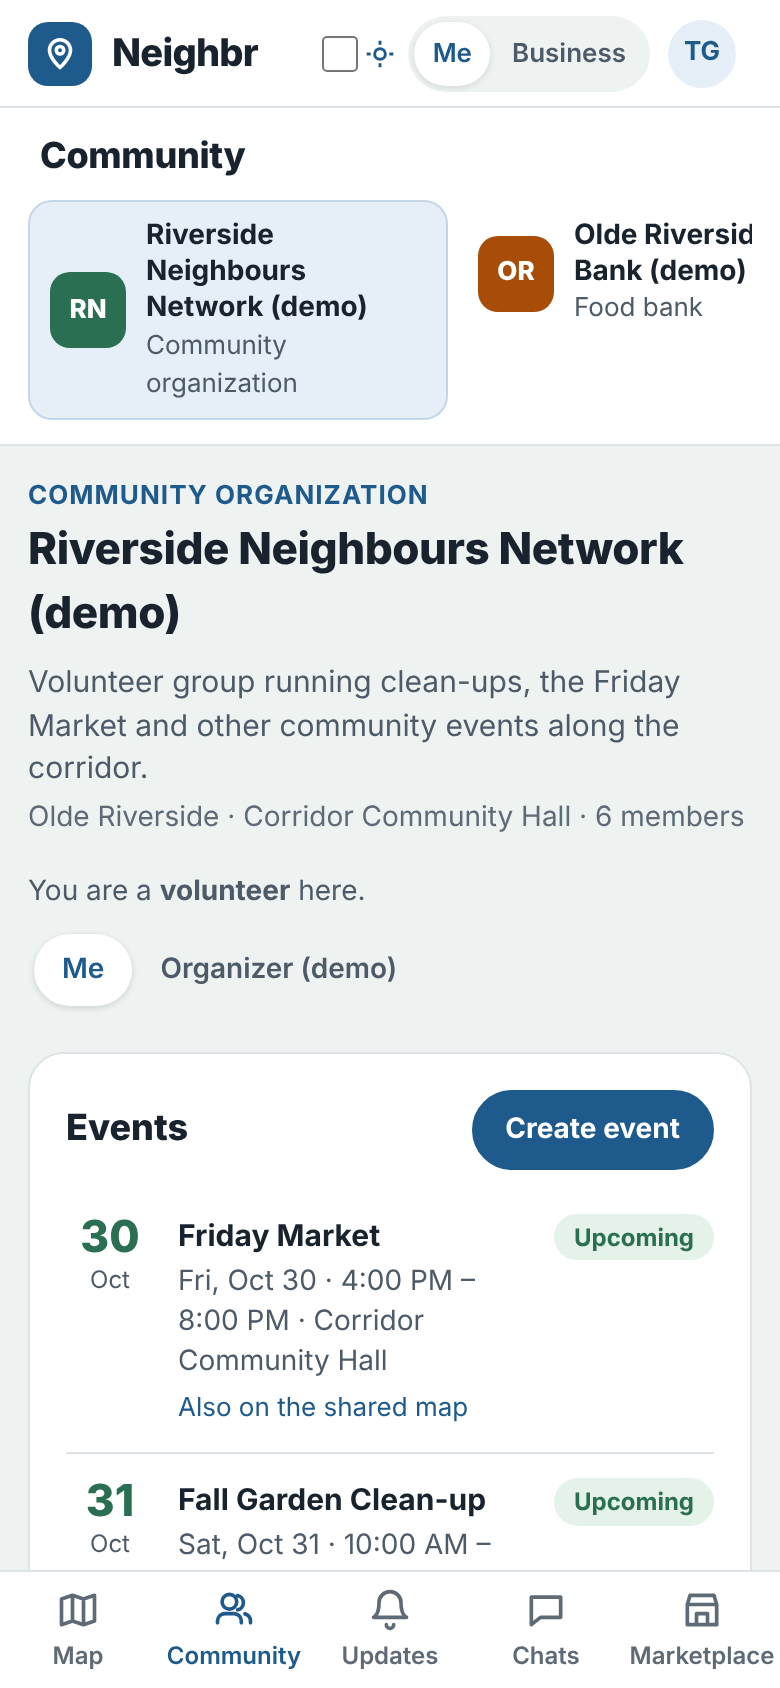 Neighbr
Me
Business
TG
Community
RN
Riverside
Neighbours
Network (demo)
Community
organization
OR
Olde Riversid
Bank (demo)
Food bank
COMMUNITY ORGANIZATION
Riverside Neighbours Network
(demo)
Volunteer group running clean-ups, the Friday
Market and other community events along the
corridor.
Olde Riverside · Corridor Community Hall · 6 members
You are a volunteer here.
Me
Organizer (demo)
Events
Create event
30
Oct
Friday Market
Fri, Oct 30 · 4:00 PM –
8:00 PM · Corridor
Community Hall
Also on the shared map
Upcoming
31
Oct
Fall Garden Clean-up
Sat, Oct 31 · 10:00 AM –
Upcoming
Map
Community
Updates
Chats
Marketplace